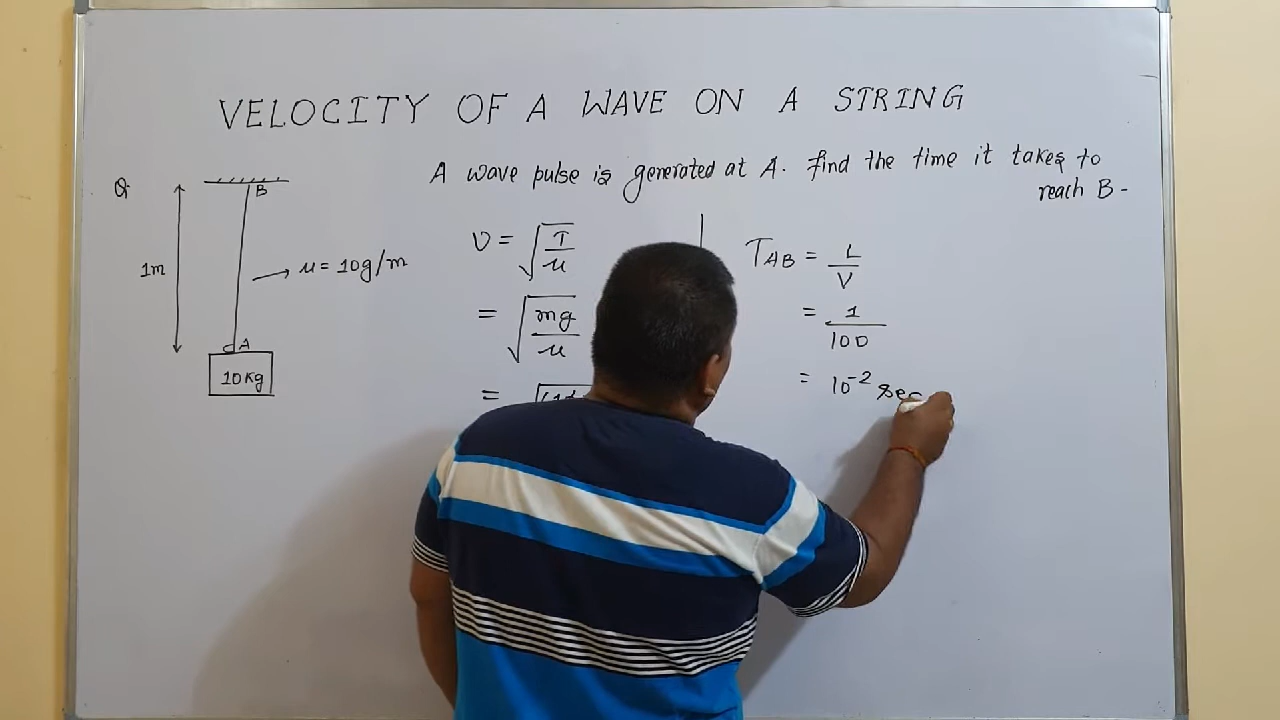 VELOCITY OF A WAVE ON A STRING
A wave pulse is generated at A. find the time it takes to
reach B -
Q
B
1m
μ = 10g/m
A
10Kg
V = √T/μ
= √mg/μ
=
T_AB = L/V
= 1/100
= 10⁻² sec